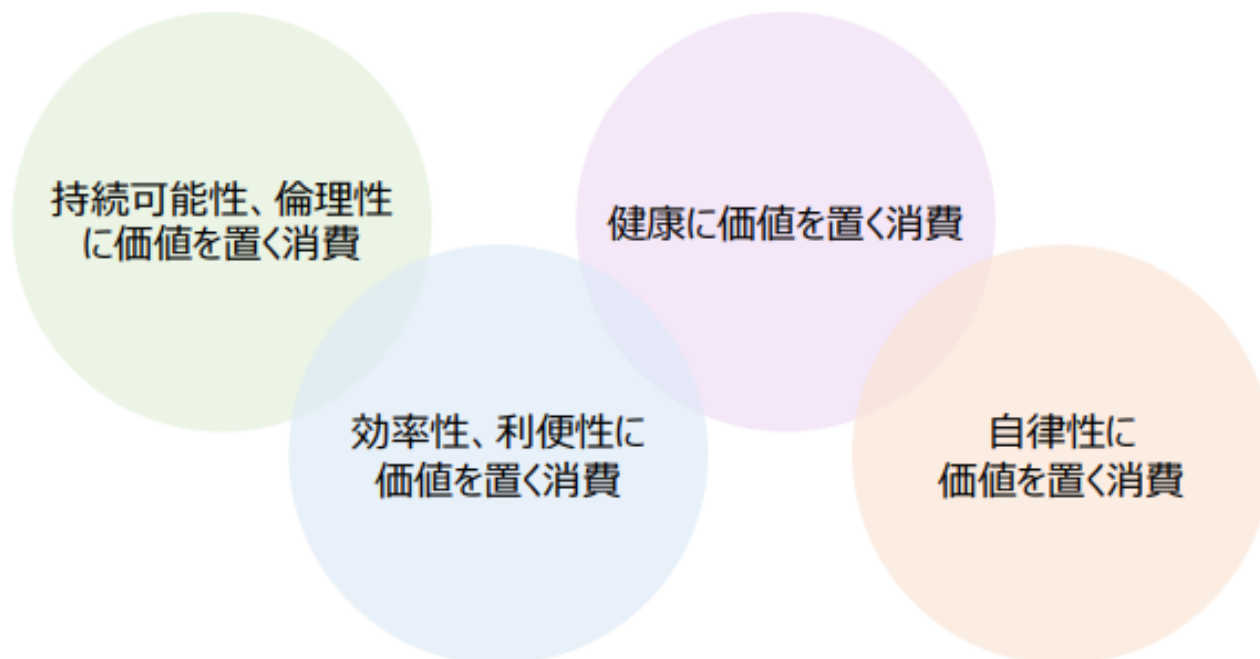 持続可能性、倫理性
に価値を置く消費
健康に価値を置く消費
効率性、利便性に
価値を置く消費
自律性に
価値を置く消費